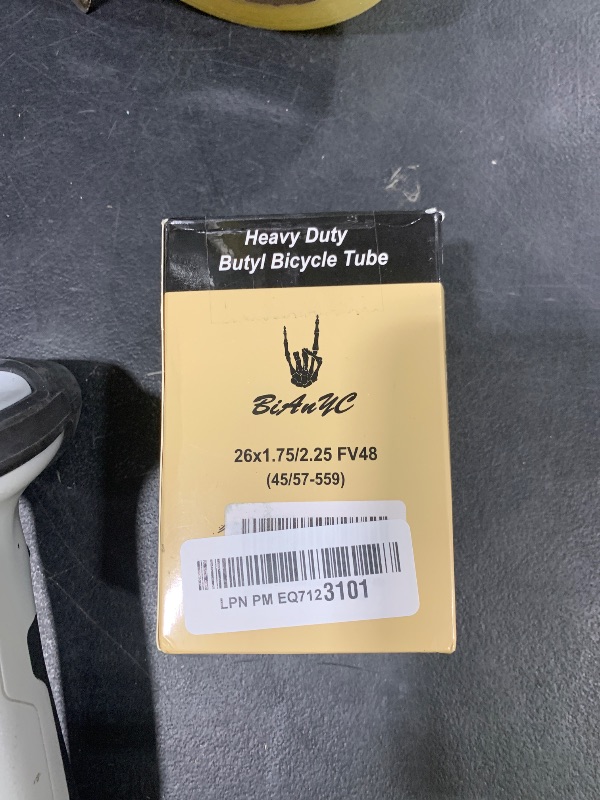 Heavy Duty
Butyl Bicycle Tube
BiAnYC
26x1.75/2.25 FV48
(45/57-559)
LPN PM EQ7123101